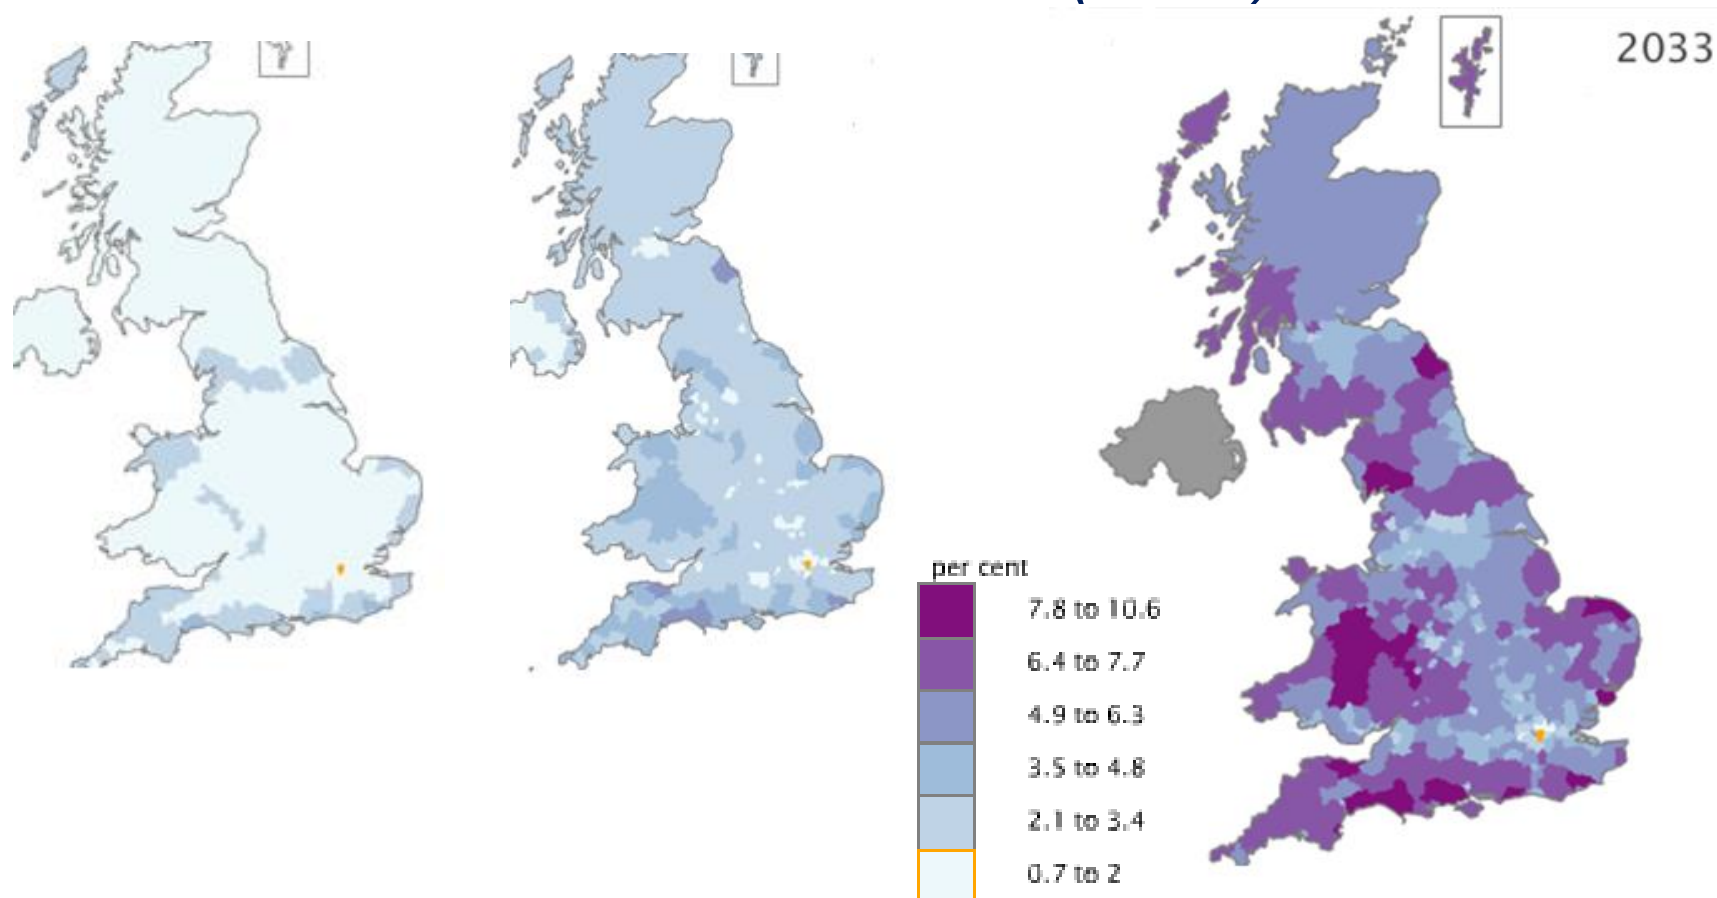 2033
per cent
7.8 to 10.6
6.4 to 7.7
4.9 to 6.3
3.5 to 4.8
2.1 to 3.4
0.7 to 2